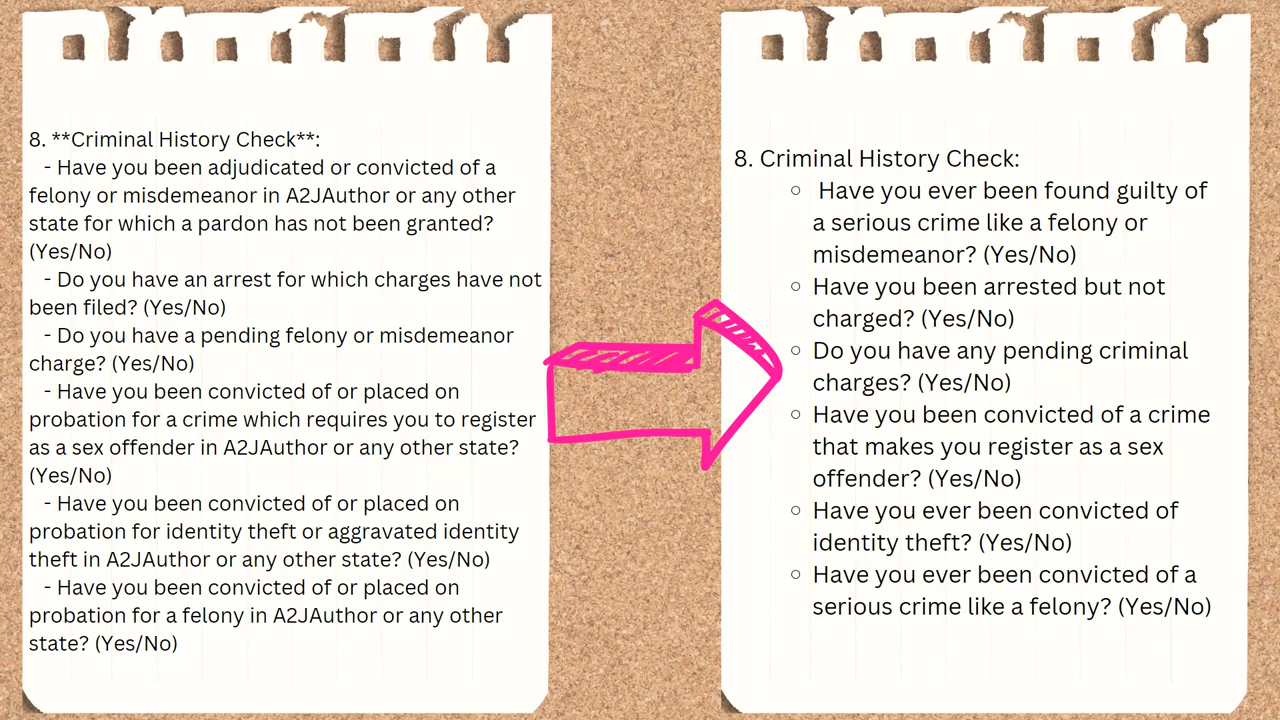 8. **Criminal History Check**:
- Have you been adjudicated or convicted of a
felony or misdemeanor in A2JAuthor or any other
state for which a pardon has not been granted?
(Yes/No)
- Do you have an arrest for which charges have not
been filed? (Yes/No)
- Do you have a pending felony or misdemeanor
charge? (Yes/No)
- Have you been convicted of or placed on
probation for a crime which requires you to register
as a sex offender in A2JAuthor or any other state?
(Yes/No)
- Have you been convicted of or placed on
probation for identity theft or aggravated identity
theft in A2JAuthor or any other state? (Yes/No)
- Have you been convicted of or placed on
probation for a felony in A2JAuthor or any other
state? (Yes/No)
8. Criminal History Check:
○ Have you ever been found guilty of
a serious crime like a felony or
misdemeanor? (Yes/No)
○ Have you been arrested but not
charged? (Yes/No)
○ Do you have any pending criminal
charges? (Yes/No)
○ Have you been convicted of a crime
that makes you register as a sex
offender? (Yes/No)
○ Have you ever been convicted of
identity theft? (Yes/No)
○ Have you ever been convicted of a
serious crime like a felony? (Yes/No)